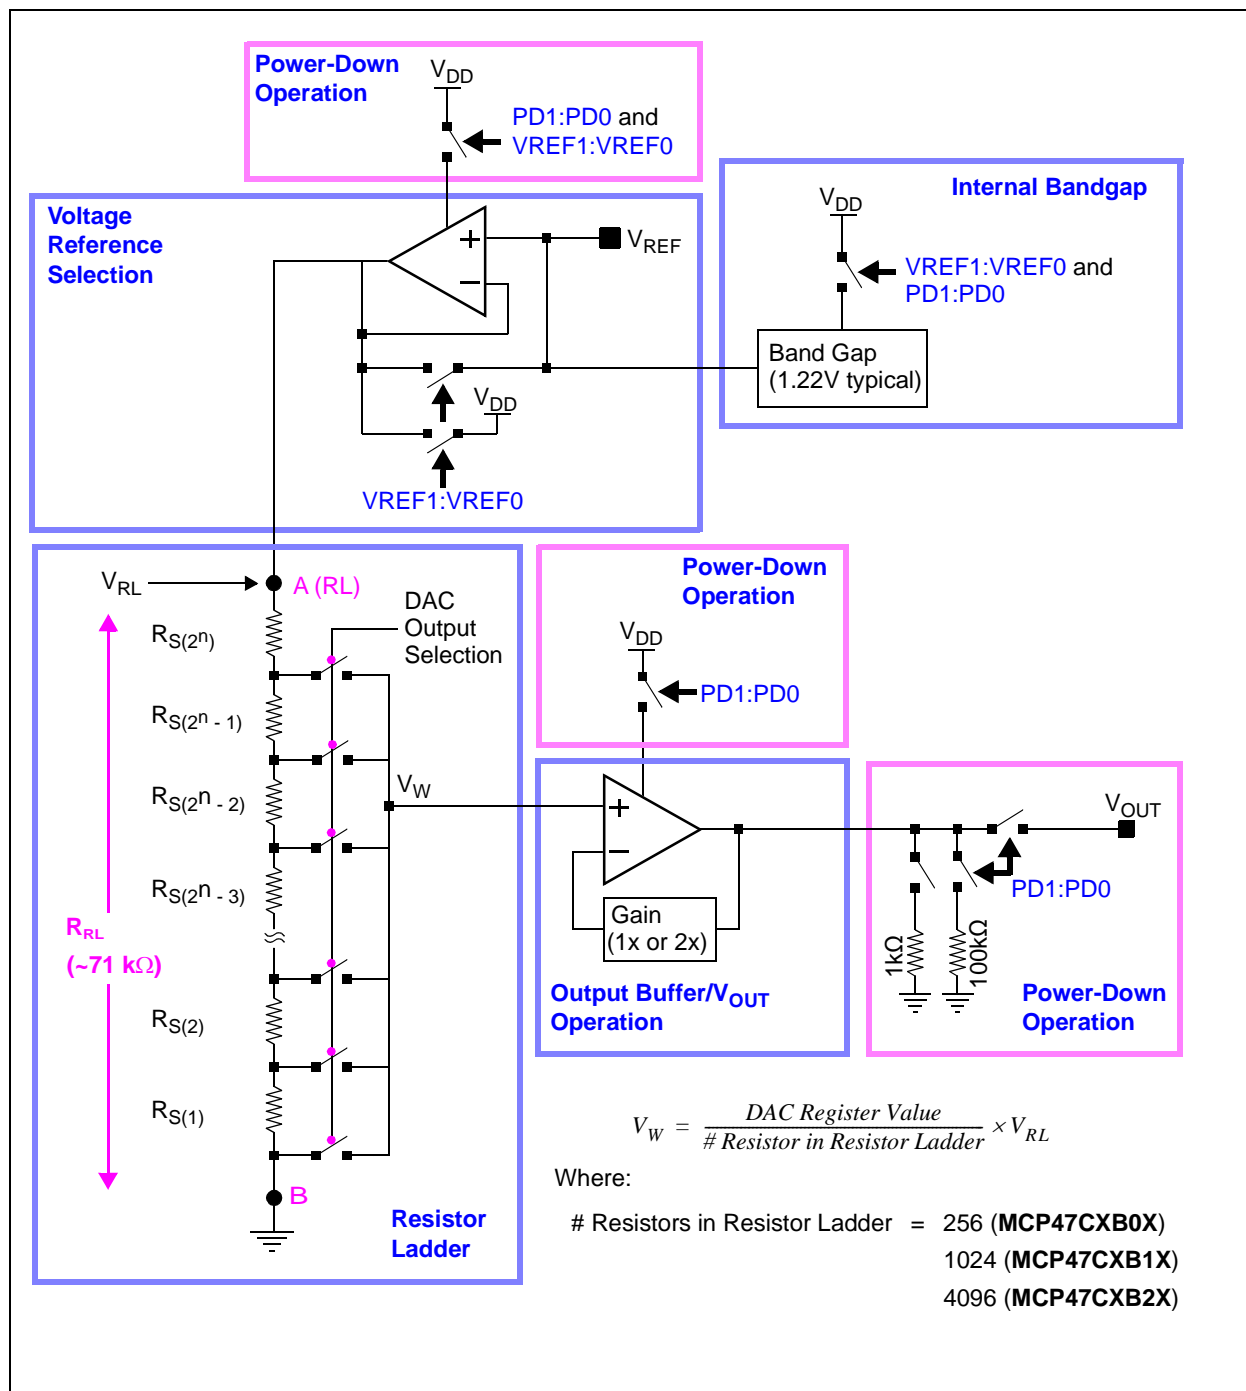 Power-Down
Operation
VDD
PD1:PD0 and
VREF1:VREF0
Internal Bandgap
VDD
VREF1:VREF0 and
PD1:PD0
Band Gap
(1.22V typical)
Voltage
Reference
Selection
+
−
VREF
VDD
VREF1:VREF0
VRL
A (RL)
DAC
Output
Selection
RS(2n)
RS(2n - 1)
RS(2n - 2)
RS(2n - 3)
RRL
(~71 kΩ)
RS(2)
RS(1)
VW
B
Resistor
Ladder
Power-Down
Operation
VDD
PD1:PD0
+
−
Gain
(1x or 2x)
Output Buffer/VOUT
Operation
VOUT
PD1:PD0
1kΩ
100kΩ
Power-Down
Operation
VW = DAC Register Value / # Resistor in Resistor Ladder × VRL
Where:
# Resistors in Resistor Ladder = 256 (MCP47CXB0X)
1024 (MCP47CXB1X)
4096 (MCP47CXB2X)